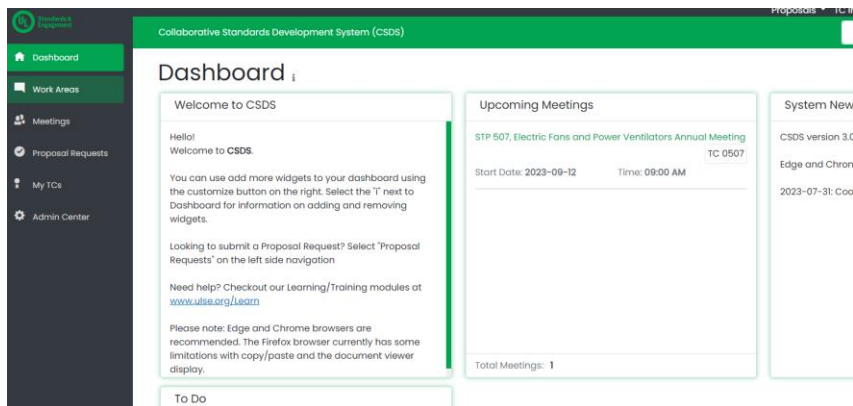 Proposals
TC
UL Standards & Engagement
Collaborative Standards Development System (CSDS)
Dashboard
Work Areas
Meetings
Proposal Requests
My TCs
Admin Center
Dashboard i
Welcome to CSDS
Hello!
Welcome to CSDS.
You can use add more widgets to your dashboard using
the customize button on the right. Select the "i" next to
Dashboard for information on adding and removing
widgets.
Looking to submit a Proposal Request? Select "Proposal
Requests" on the left side navigation
Need help? Checkout our Learning/Training modules at
www.ulse.org/Learn
Please note: Edge and Chrome browsers are
recommended. The Firefox browser currently has some
limitations with copy/paste and the document viewer
display.
Upcoming Meetings
STP 507, Electric Fans and Power Ventilators Annual Meeting
TC 0507
Start Date: 2023-09-12 Time: 09:00 AM
Total Meetings: 1
System New
CSDS version 3.0
Edge and Chron
2023-07-31: Coo
To Do